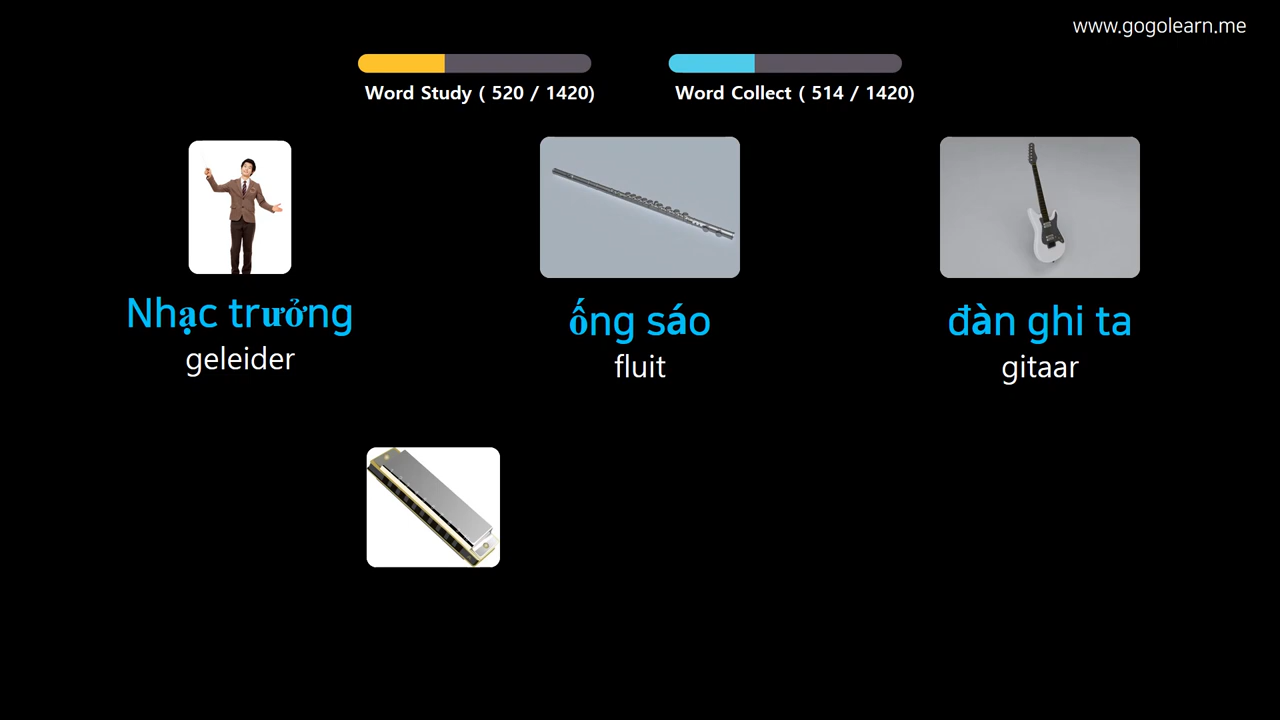 www.gogolearn.me
Word Study ( 520 / 1420)
Word Collect ( 514 / 1420)
Nhạc trưởng
geleider
ống sáo
fluit
đàn ghi ta
gitaar